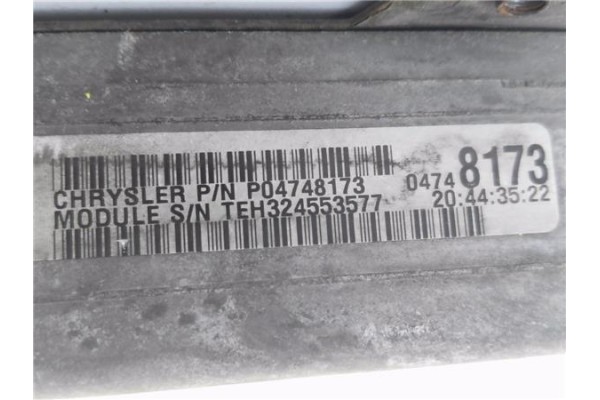 CHRYSLER P/N P04748173
0474 8173
MODULE S/N TEH324553577
20:44:35:22